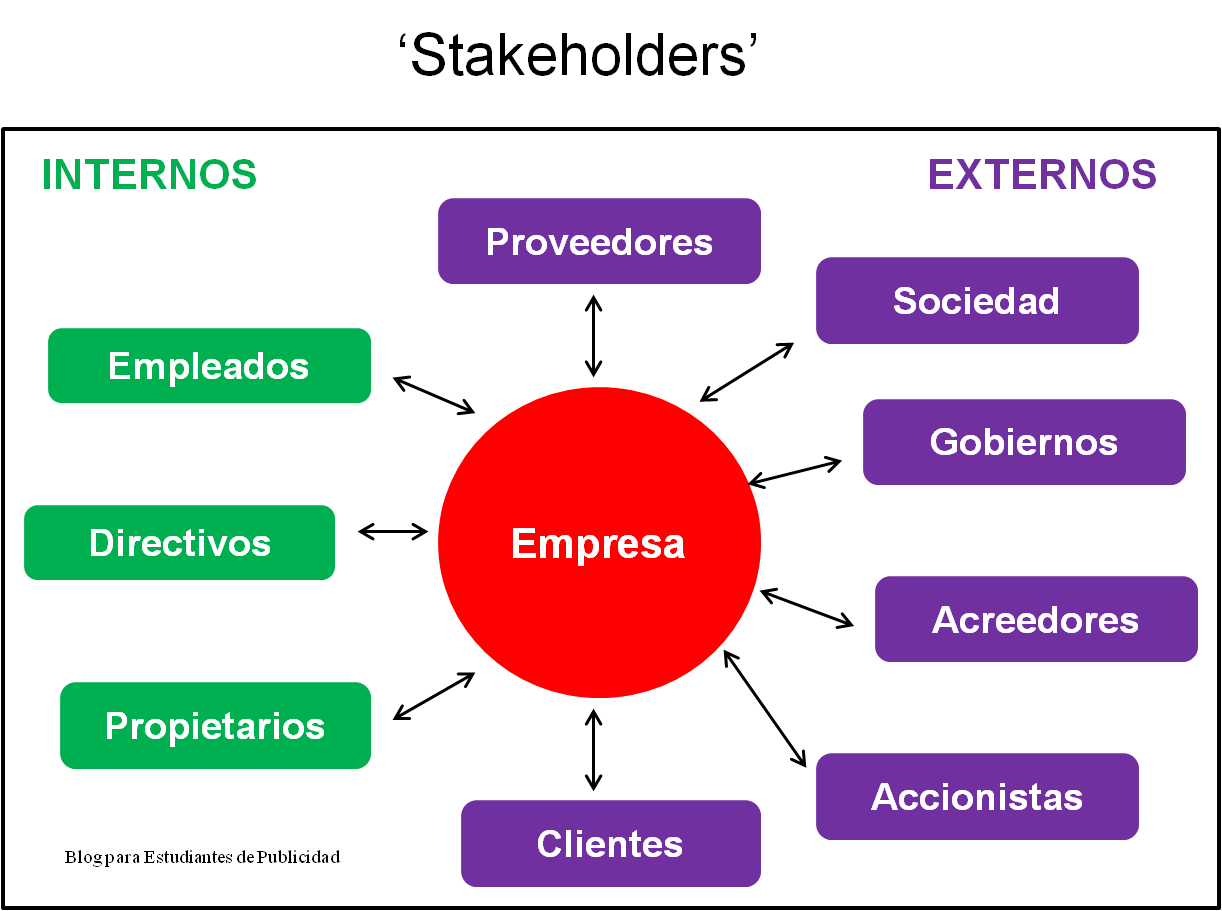 ‘Stakeholders’
INTERNOS
EXTERNOS
Proveedores
Sociedad
Empleados
Gobiernos
Directivos
Empresa
Acreedores
Propietarios
Accionistas
Clientes
Blog para Estudiantes de Publicidad